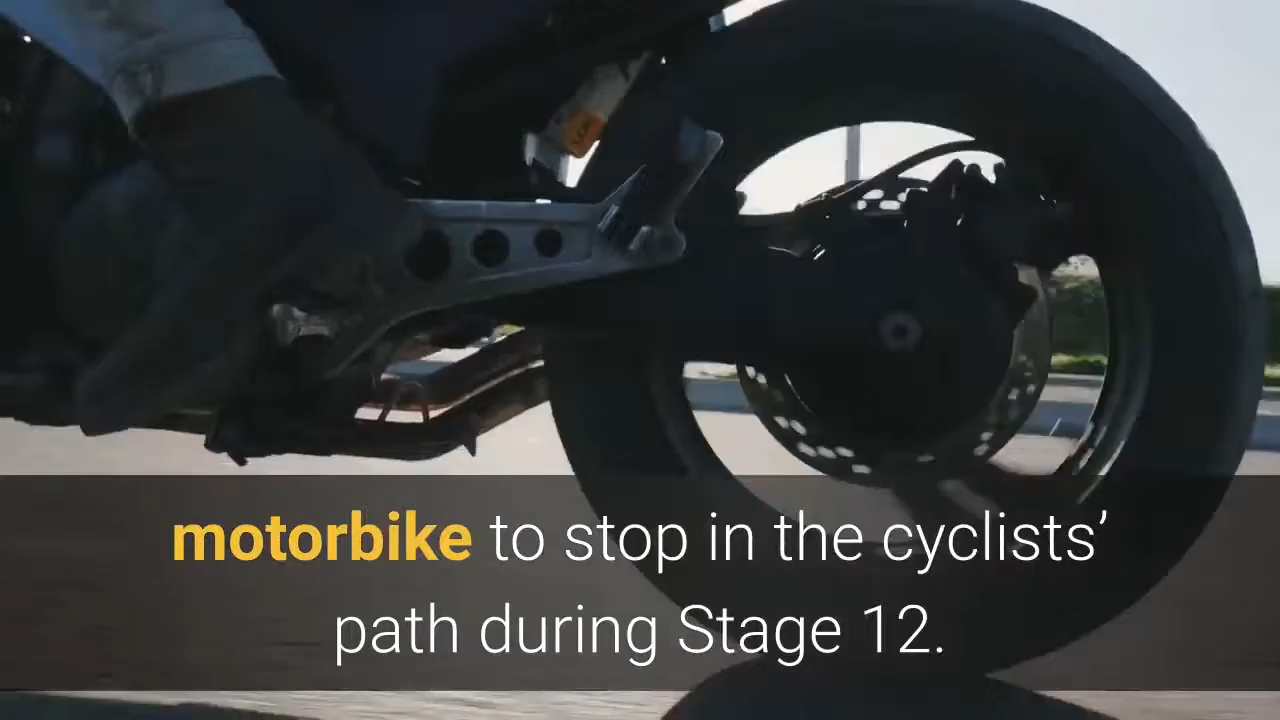 motorbike to stop in the cyclists’
path during Stage 12.